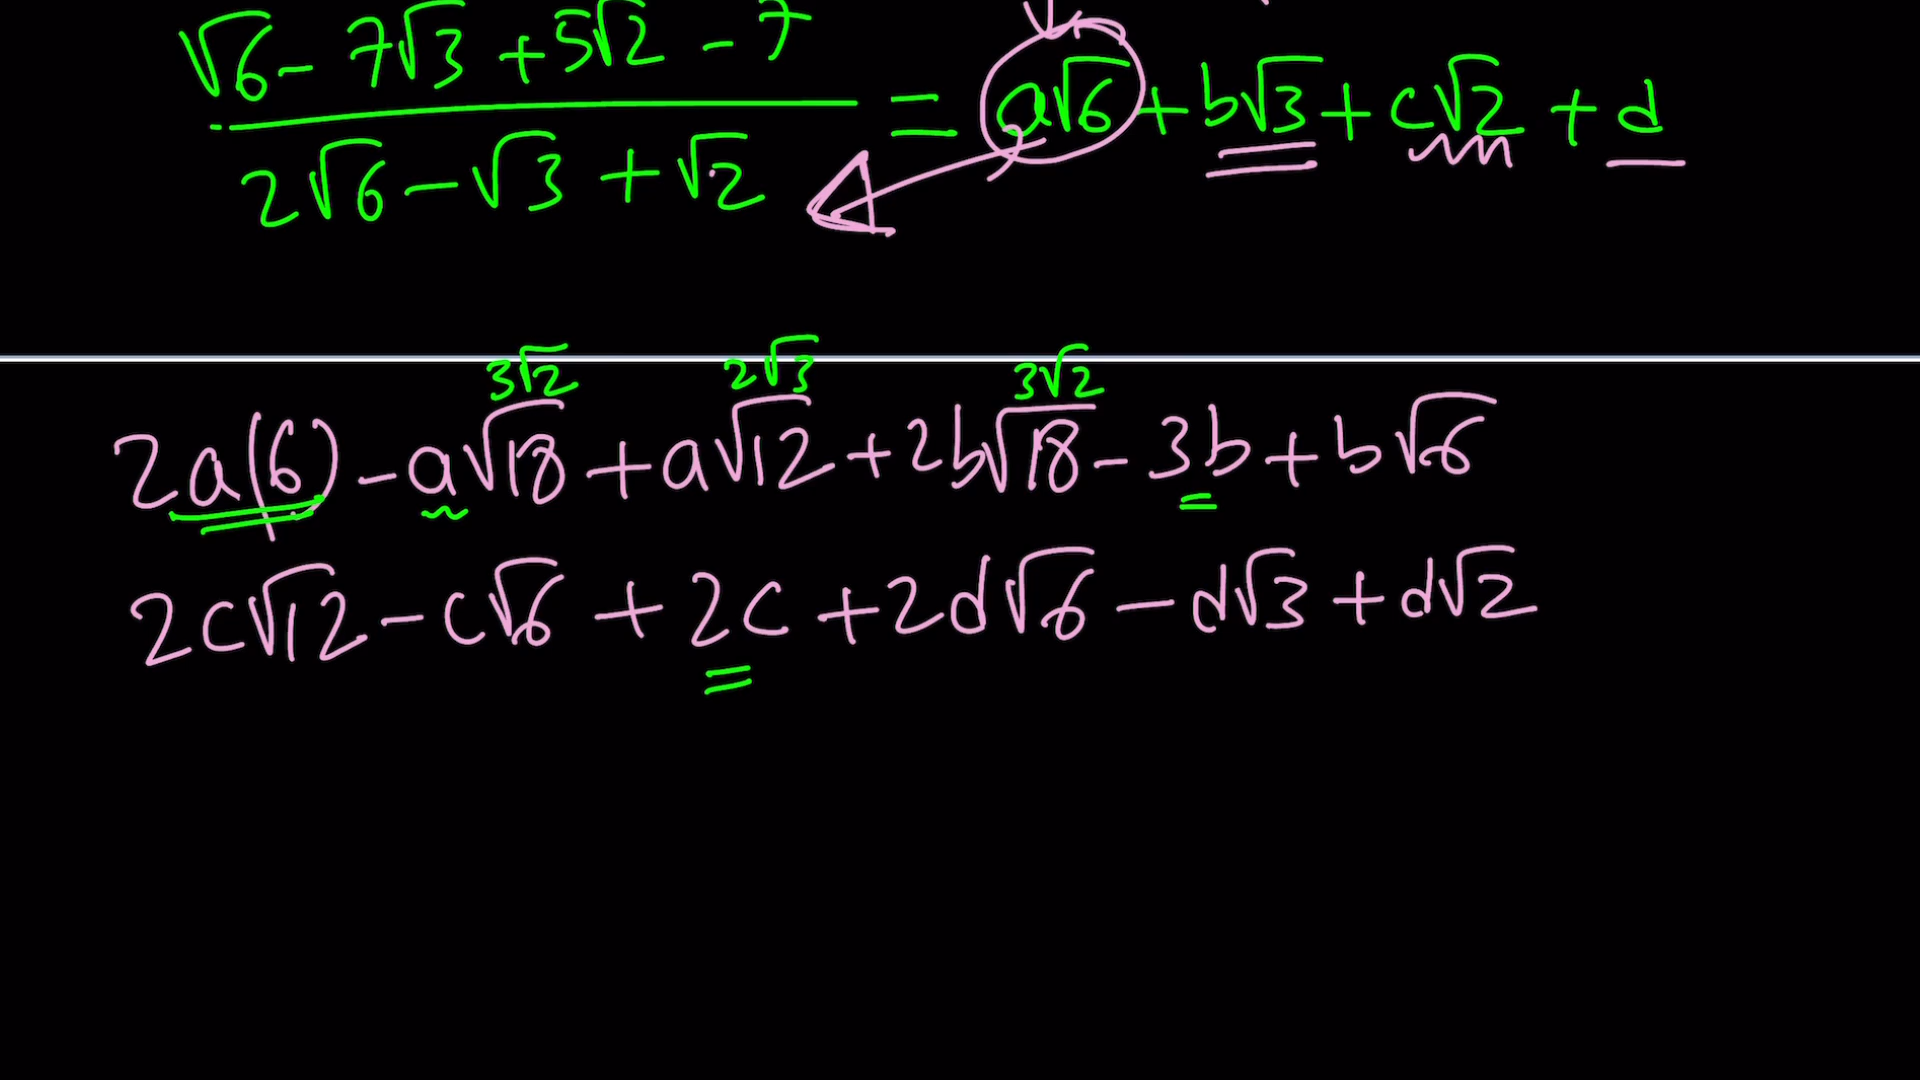 √6 - 7√3 + 5√2 - 7
= a√6 + b√3 + c√2 + d
2√6 - √3 + √2
3√2 2√3 3√2
2a(6) - a√18 + a√12 + 2b√18 - 3b + b√6
2c√12 - c√6 + 2c + 2d√6 - d√3 + d√2